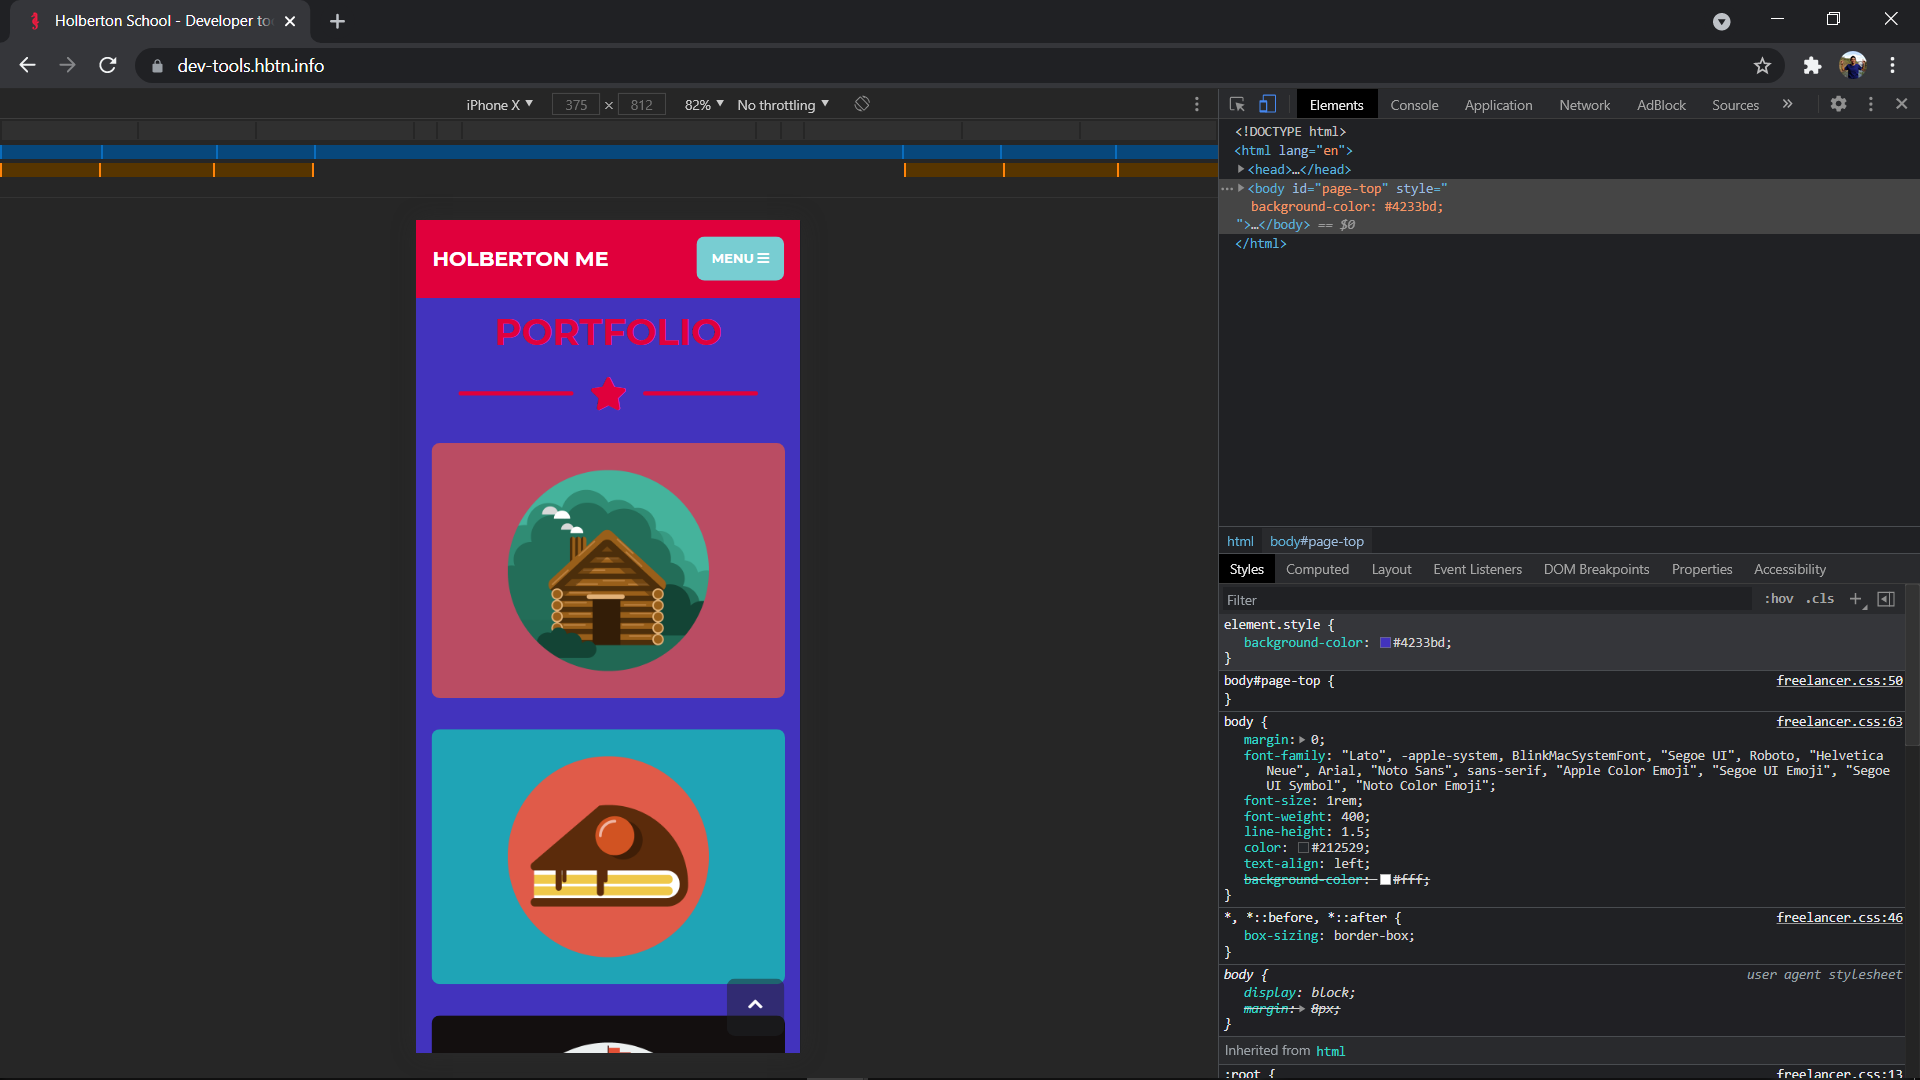 Holberton School - Developer to
dev-tools.hbtn.info
iPhone X 375 × 812 82% No throttling
Elements Console Application Network AdBlock Sources »
<!DOCTYPE html>
<html lang="en">
<head>…</head>
<body id="page-top" style="
background-color: #4233bd;
">…</body> == $0
</html>
HOLBERTON ME
MENU
PORTFOLIO
html body#page-top
Styles Computed Layout Event Listeners DOM Breakpoints Properties Accessibility
Filter :hov .cls +
element.style {
background-color: #4233bd;
}
body#page-top { freelancer.css:50
}
body { freelancer.css:63
margin: 0;
font-family: "Lato", -apple-system, BlinkMacSystemFont, "Segoe UI", Roboto, "Helvetica
Neue", Arial, "Noto Sans", sans-serif, "Apple Color Emoji", "Segoe UI Emoji", "Segoe
UI Symbol", "Noto Color Emoji";
font-size: 1rem;
font-weight: 400;
line-height: 1.5;
color: #212529;
text-align: left;
background-color: #fff;
}
*, *::before, *::after { freelancer.css:46
box-sizing: border-box;
}
body { user agent stylesheet
display: block;
margin: 8px;
}
Inherited from html
:root { freelancer.css:13